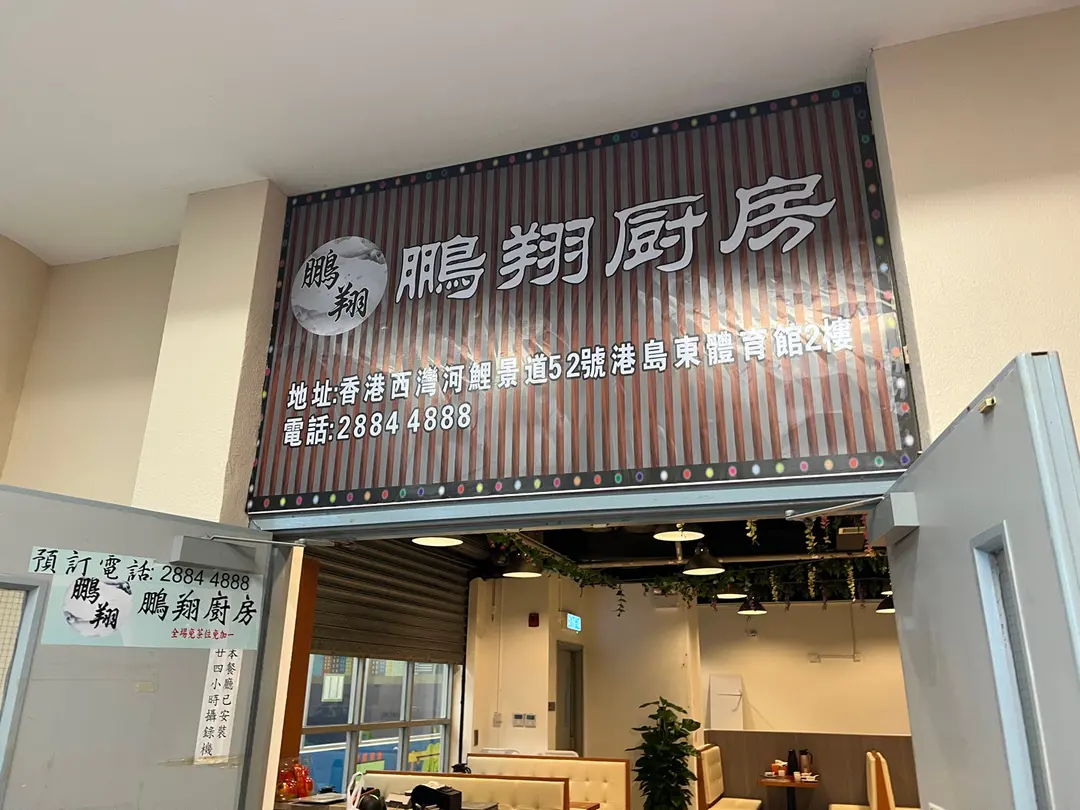 鵬翔
鵬翔厨房
地址:香港西灣河鯉景道52號港島東體育館2樓
電話:2884 4888
預訂電話: 2884 4888
鵬翔
鵬翔廚房
全場免茶位免加一
本餐廳已安裝
廿四小時攝錄機